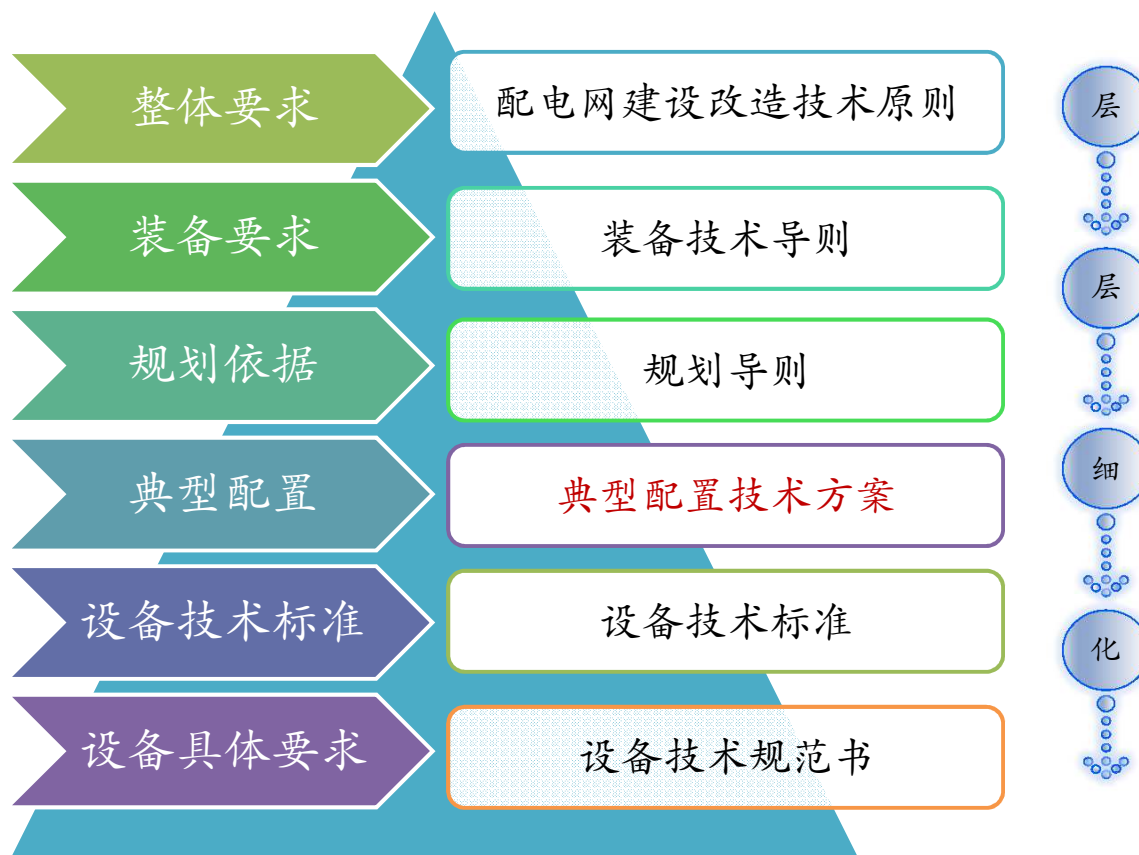 整体要求
配电网建设改造技术原则
装备要求
装备技术导则
规划依据
规划导则
典型配置
典型配置技术方案
设备技术标准
设备技术标准
设备具体要求
设备技术规范书
层
层
细
化